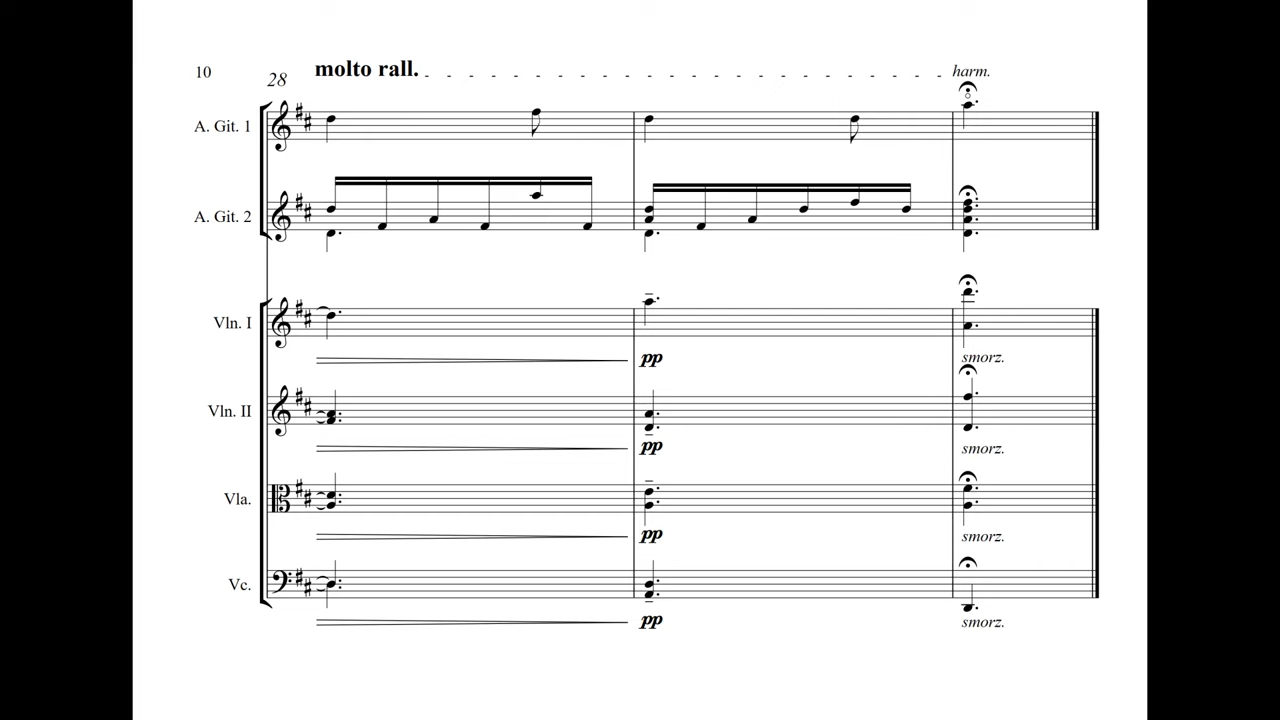 10
28
molto rall.
harm.
A. Git. 1
A. Git. 2
Vln. I
pp
smorz.
Vln. II
pp
smorz.
Vla.
pp
smorz.
Vc.
pp
smorz.